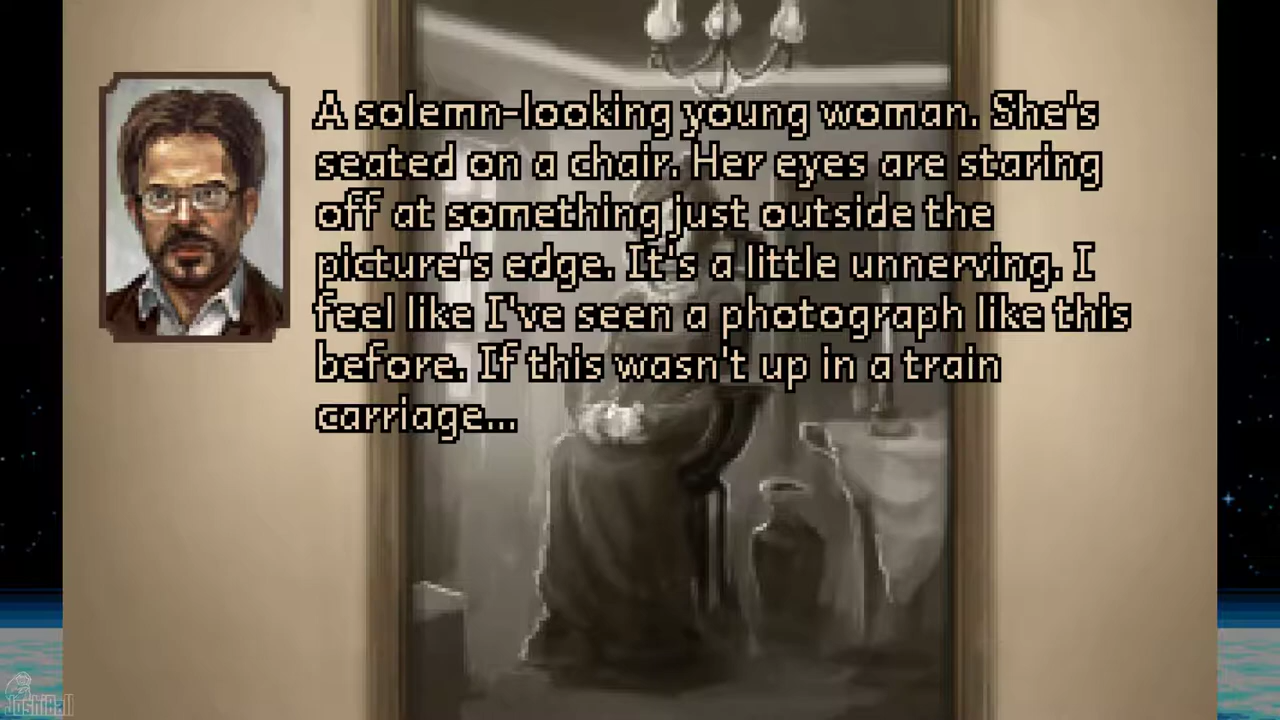 A solemn-looking young woman. She's
seated on a chair. Her eyes are staring
off at something just outside the
picture's edge. It's a little unnerving. I
feel like I've seen a photograph like this
before. If this wasn't up in a train
carriage...
JoshiBall